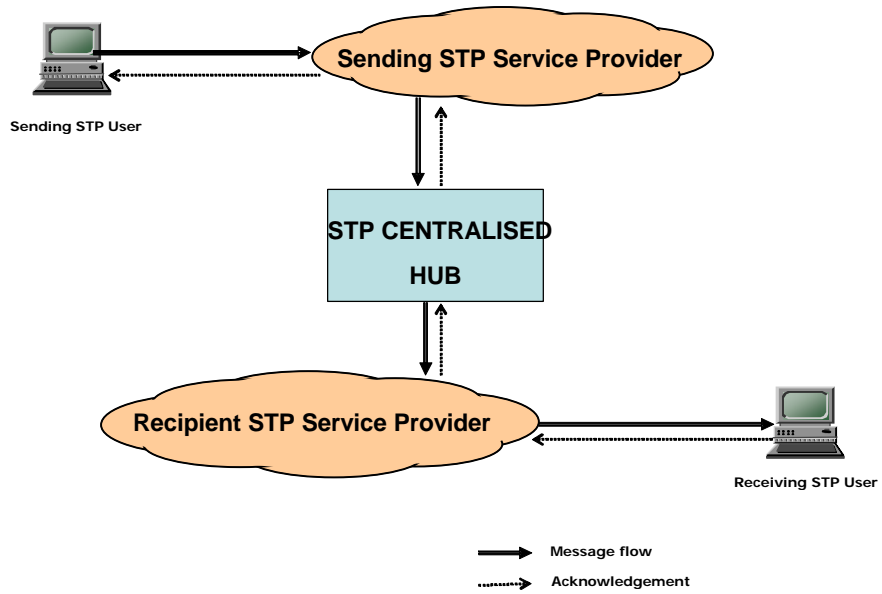 Sending STP Service Provider
Sending STP User
STP CENTRALISED
HUB
Recipient STP Service Provider
Receiving STP User
Message flow
Acknowledgement